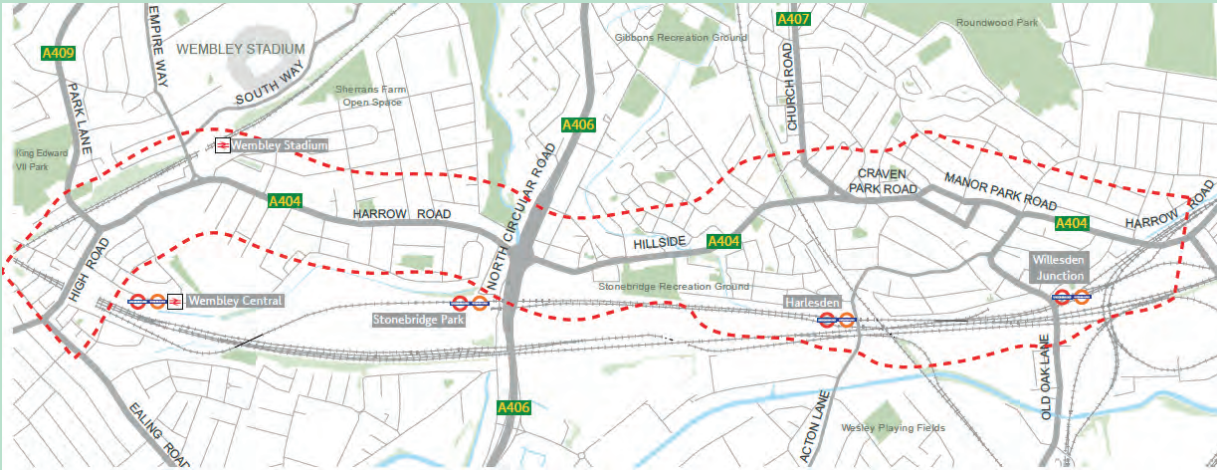 A407
Roundwood Park
EMPIRE WAY
Gibbons Recreation Ground
WEMBLEY STADIUM
A409
SOUTH WAY
Sherrans Farm
Open Space
PARK LANE
CHURCH ROAD
A406
Wembley Stadium
King Edward
VII Park
CRAVEN
PARK ROAD
MANOR PARK ROAD
A404
HARROW ROAD
NORTH CIRCULAR ROAD
HILLSIDE
A404
A404
HARROW ROAD
Willesden
Junction
HIGH ROAD
Wembley Central
Stonebridge Park
Stonebridge Recreation Ground
Harlesden
OLD OAK LANE
A406
EALING ROAD
ACTON LANE
Wesley Playing Fields